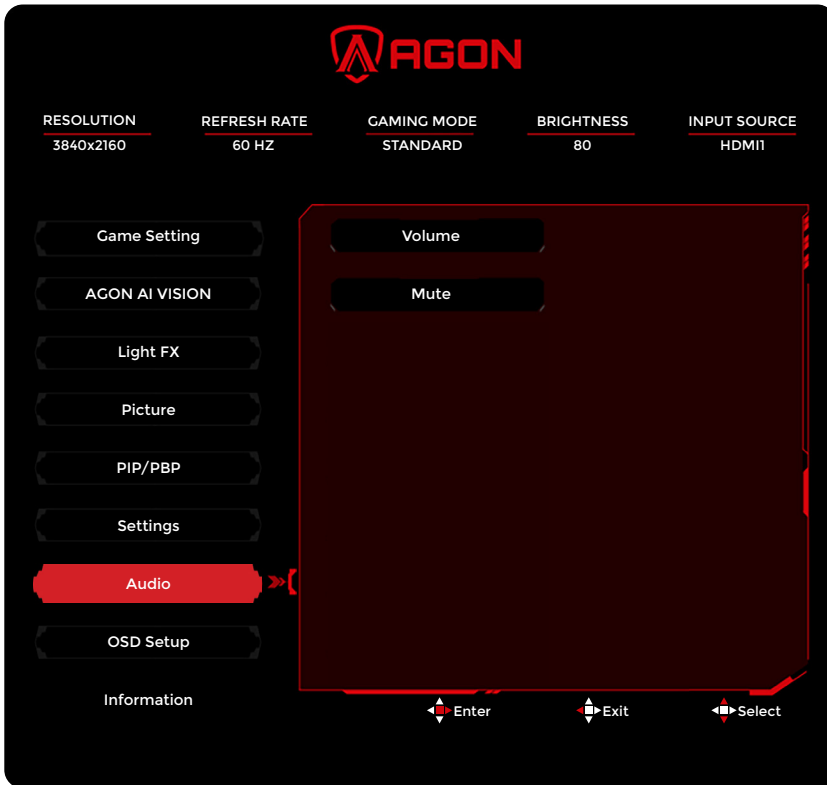 AGON
RESOLUTION REFRESH RATE GAMING MODE BRIGHTNESS INPUT SOURCE
3840x2160 60 HZ STANDARD 80 HDMI1
Game Setting Volume
AGON AI VISION Mute
Light FX
Picture
PIP/PBP
Settings
Audio
OSD Setup
Information
Enter Exit Select